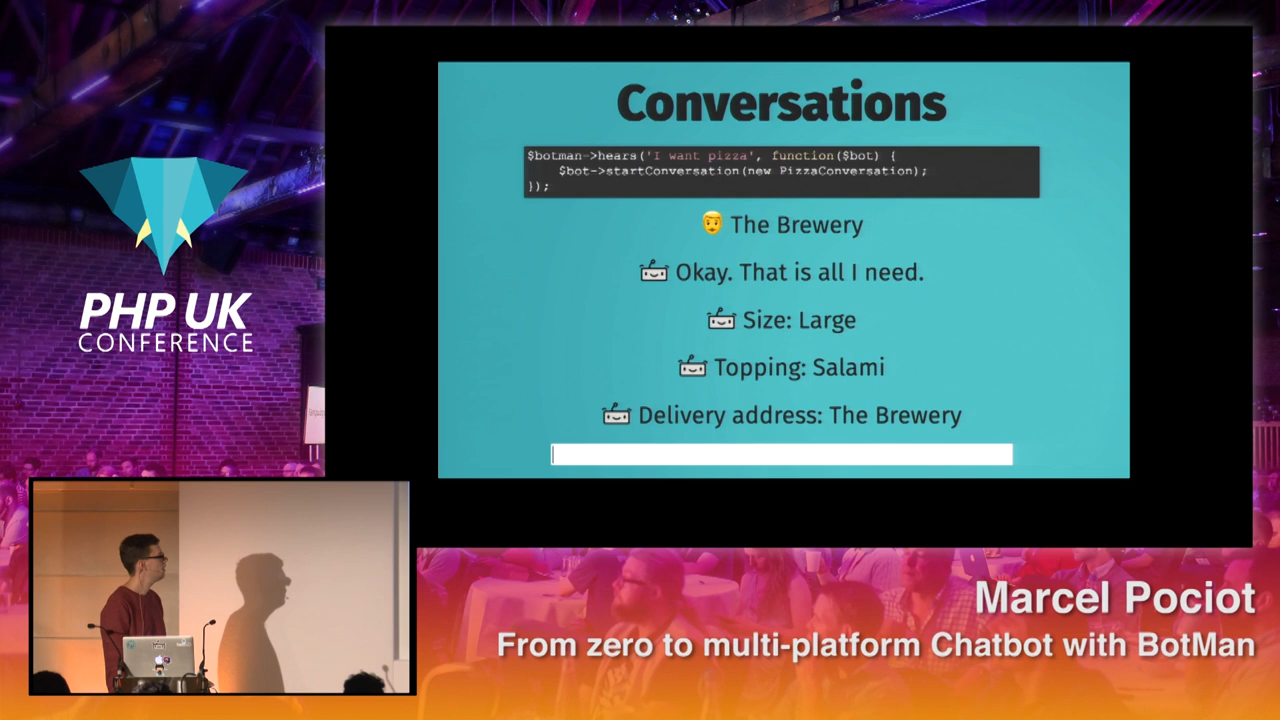 PHP UK
CONFERENCE
Conversations
$botman->hears('I want pizza', function($bot) {
$bot->startConversation(new PizzaConversation);
});
The Brewery
Okay. That is all I need.
Size: Large
Topping: Salami
Delivery address: The Brewery
Marcel Pociot
From zero to multi-platform Chatbot with BotMan